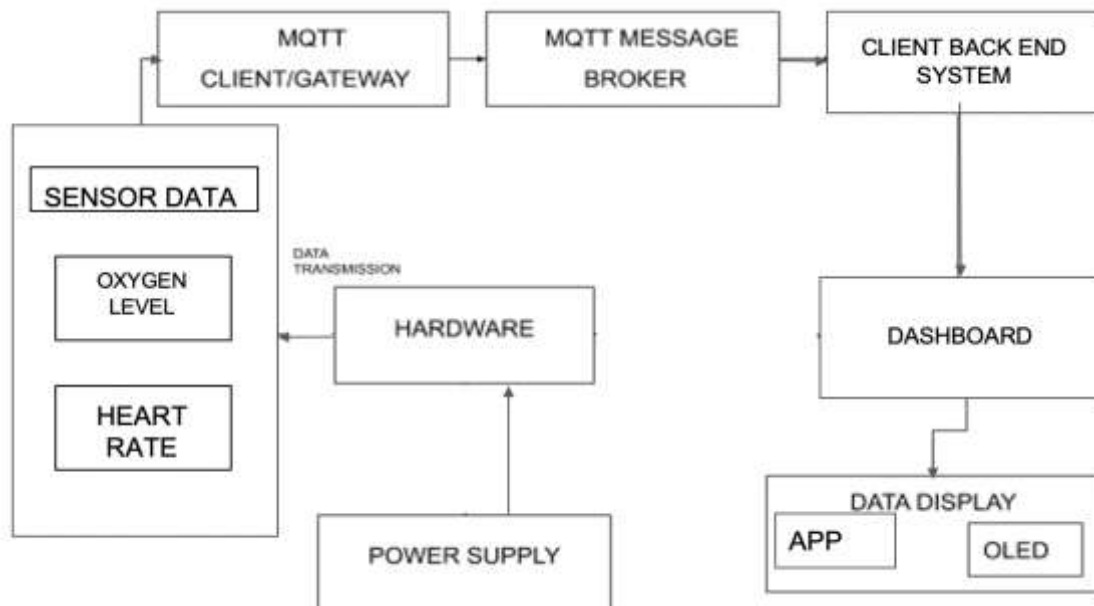 MQTT
CLIENT/GATEWAY
MQTT MESSAGE
BROKER
CLIENT BACK END
SYSTEM
SENSOR DATA
OXYGEN
LEVEL
HEART
RATE
DATA
TRANSMISSION
HARDWARE
POWER SUPPLY
DASHBOARD
DATA DISPLAY
APP
OLED